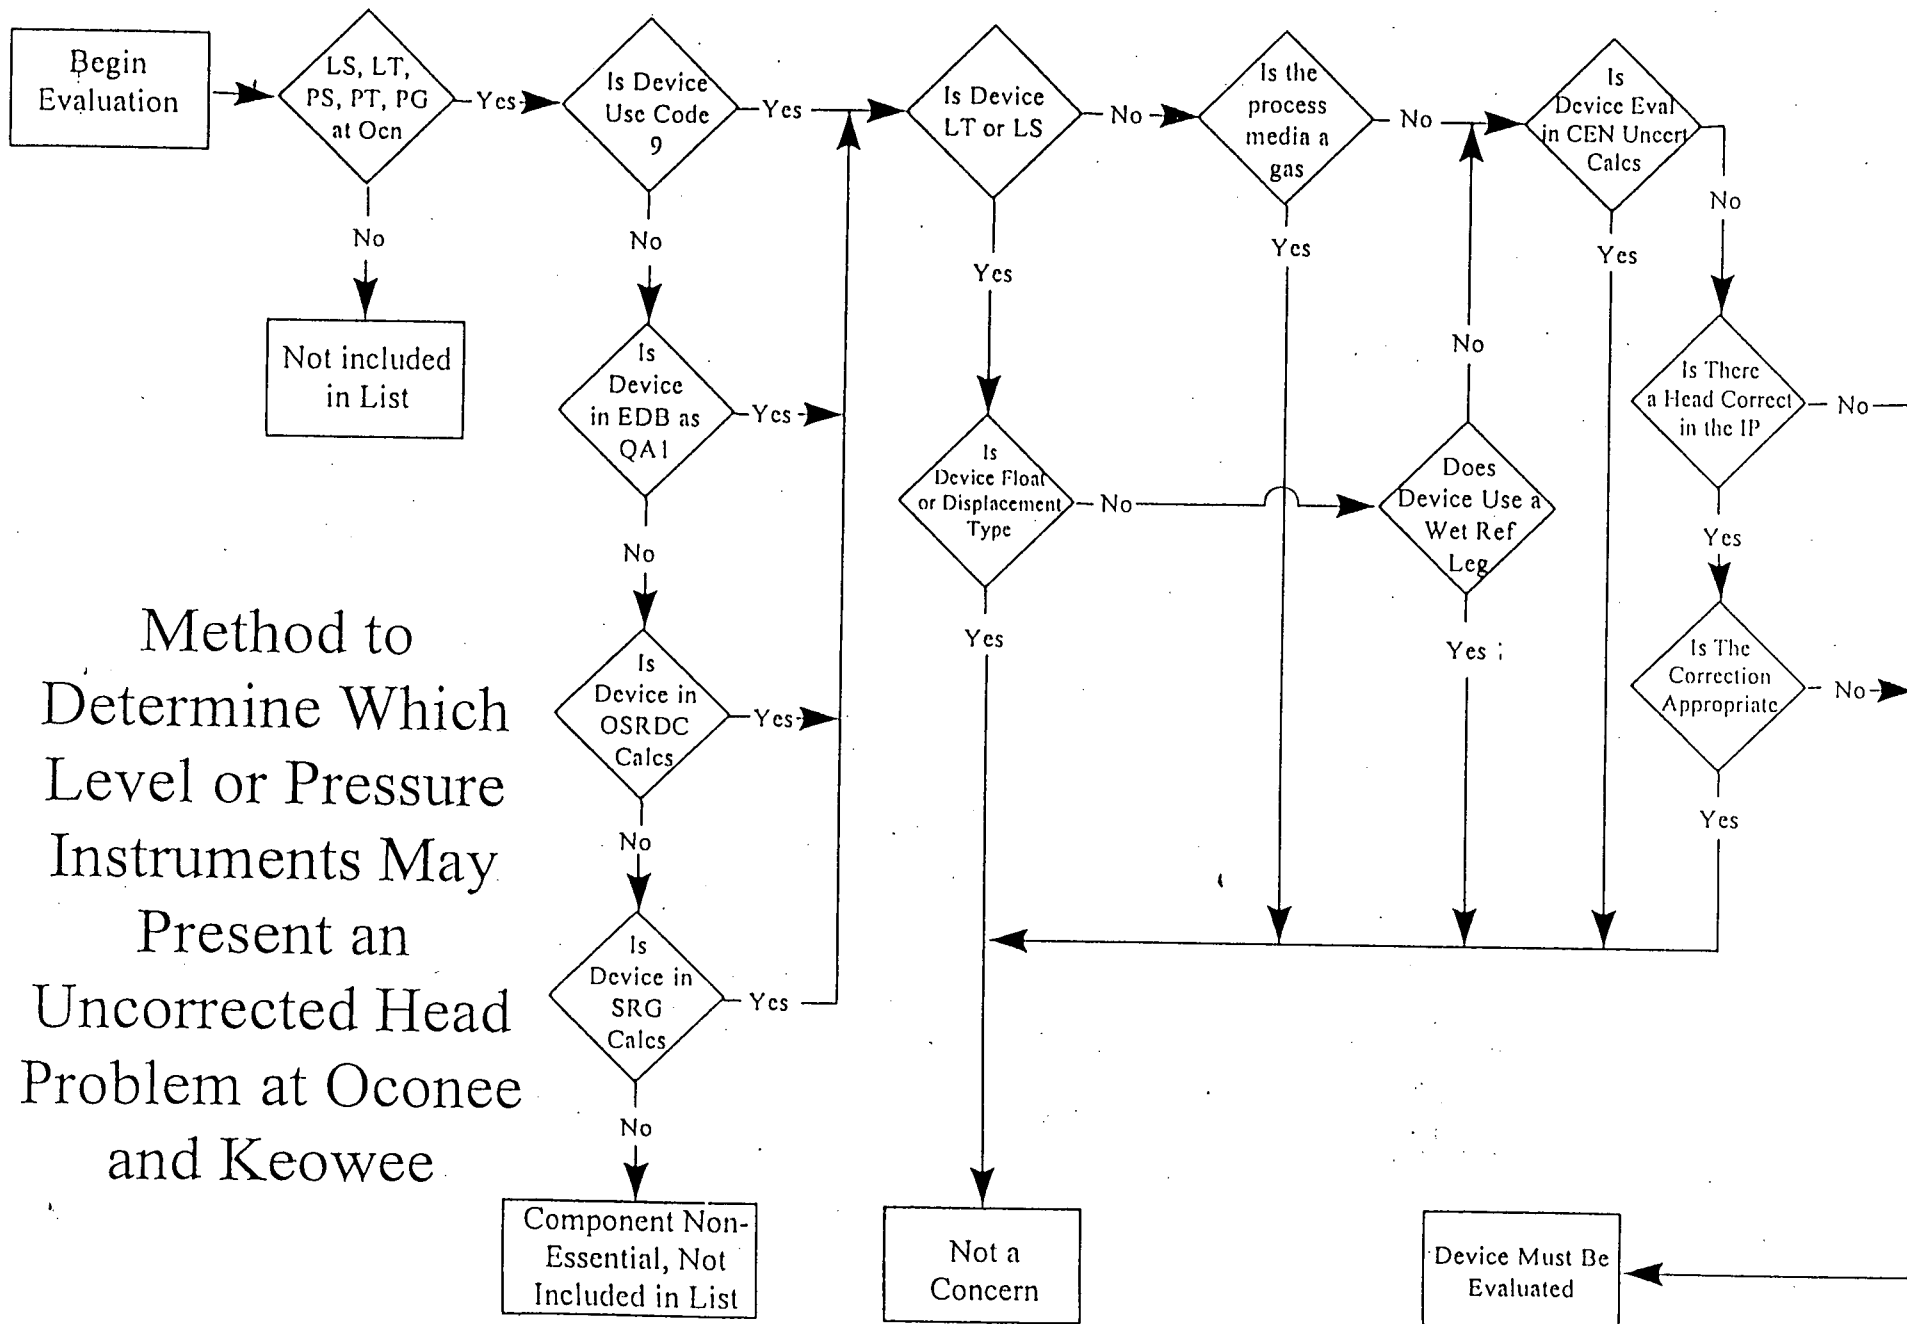 Begin
Evaluation
LS, LT,
PS, PT, PG
at Ocn
Yes
Is Device
Use Code
9
Yes
Is Device
LT or LS
No
Is the
process
media a
gas
No
Is
Device Eval
in CEN Uncert
Calcs
No
No
No
Yes
Yes
Yes
Not included
in List
Is
Device
in EDB as
QA1
Yes
No
Is There
a Head Correct
in the IP
No
Is
Device Float
or Displacement
Type
No
Does
Device Use a
Wet Ref
Leg
Yes
No
Yes
Yes
Is
Device in
OSRDC
Calcs
Yes
Is The
Correction
Appropriate
No
Yes
No
Is
Device in
SRG
Calcs
Yes
No
Method to
Determine Which
Level or Pressure
Instruments May
Present an
Uncorrected Head
Problem at Oconee
and Keowee
Component Non-
Essential, Not
Included in List
Not a
Concern
Device Must Be
Evaluated